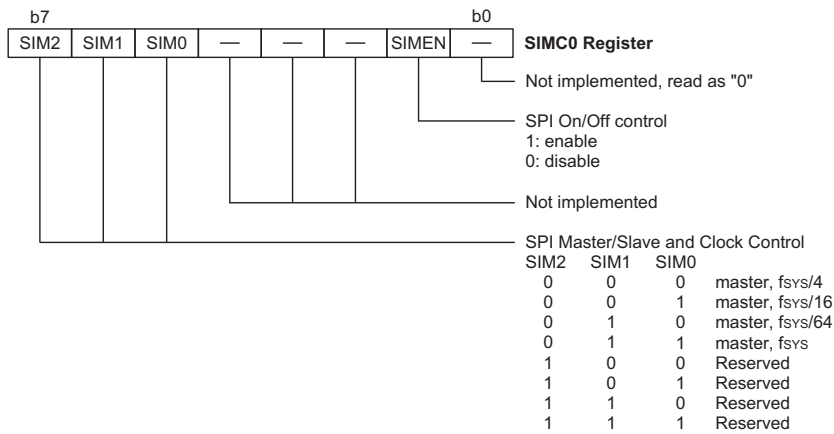 b7 b0
SIM2 SIM1 SIM0 — — — SIMEN — SIMC0 Register
Not implemented, read as "0"
SPI On/Off control
1: enable
0: disable
Not implemented
SPI Master/Slave and Clock Control
SIM2 SIM1 SIM0
0 0 0 master, fSYS/4
0 0 1 master, fSYS/16
0 1 0 master, fSYS/64
0 1 1 master, fSYS
1 0 0 Reserved
1 0 1 Reserved
1 1 0 Reserved
1 1 1 Reserved